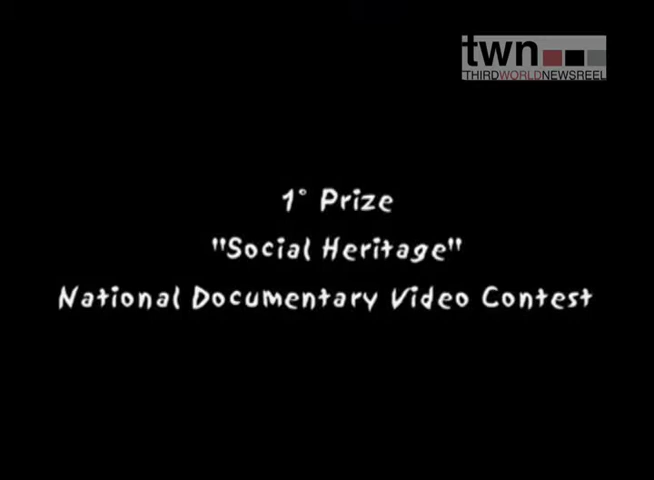 twn
THIRDWORLDNEWSREEL
1° Prize
"Social Heritage"
National Documentary Video Contest